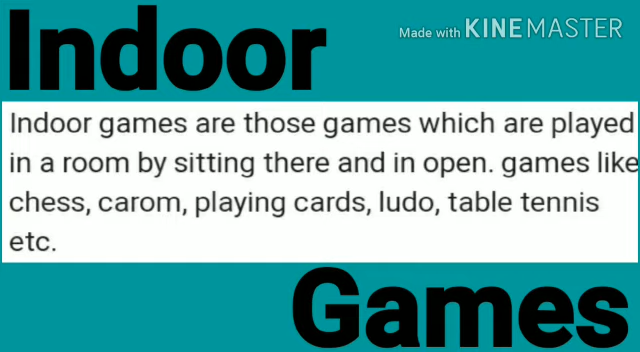 Indoor
Made with KINEMASTER
Indoor games are those games which are played
in a room by sitting there and in open. games like
chess, carom, playing cards, ludo, table tennis
etc.
Games